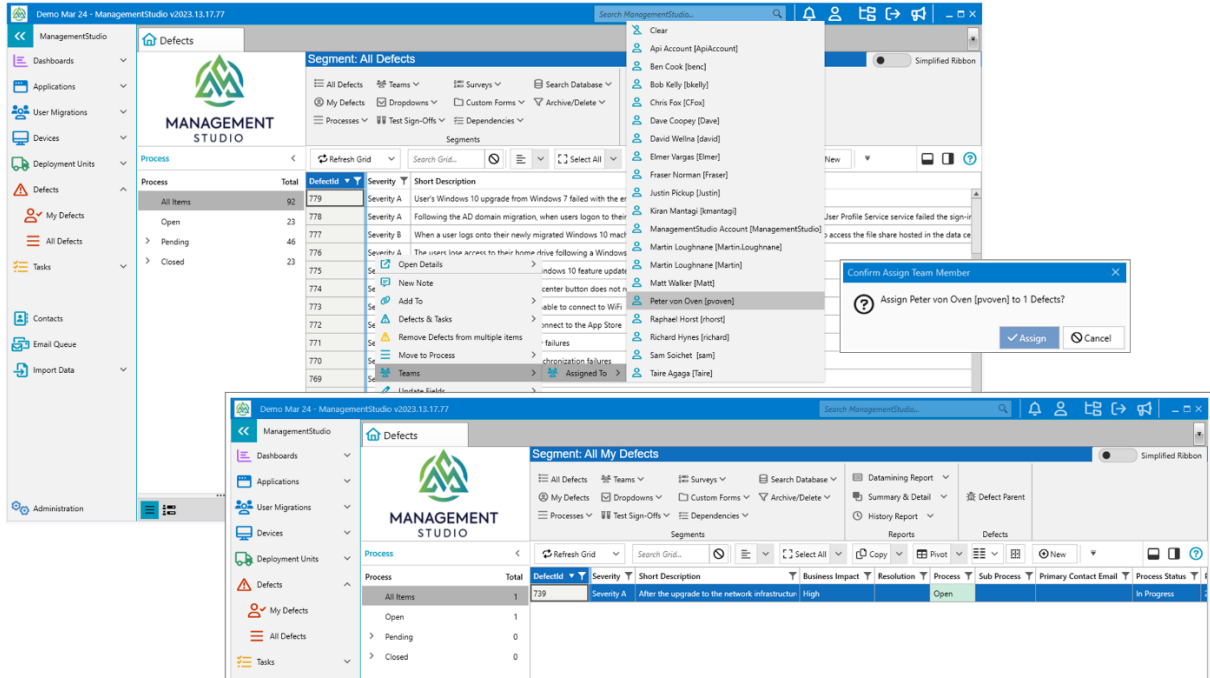 Demo Mar 24 - ManagementStudio v2023.13.17.77
Search ManagementStudio...
ManagementStudio
Dashboards
Applications
User Migrations
Devices
Deployment Units
Defects
My Defects
All Defects
Tasks
Contacts
Email Queue
Import Data
Administration
Defects
MANAGEMENT
STUDIO
Process
Process Total
All Items 92
Open 23
Pending 46
Closed 23
Segment: All Defects
Simplified Ribbon
All Defects Teams Surveys Search Database
My Defects Dropdowns Custom Forms Archive/Delete
Processes Test Sign-Offs Dependencies
Segments
Refresh Grid Search Grid... Select All New
DefectId Severity Short Description
779 Severity A User's Windows 10 upgrade from Windows 7 failed with the er
778 Severity A Following the AD domain migration, when users logon to their
User Profile Service service failed the sign-in
777 Severity B When a user logs onto their newly migrated Windows 10 mach
o access the file share hosted in the data ce
776 Severity A The users lose access to their home drive following a Windows
775 Se indows 10 feature update
774 Se center button does not n
773 Se able to connect to WiFi
772 Se onnect to the App Store
771 Se failures
770 Se chronization failures
769 Se
Open Details
New Note
Add To
Defects & Tasks
Remove Defects from multiple items
Move to Process
Teams
Update Fields
Assigned To
Clear
Api Account [ApiAccount]
Ben Cook [benc]
Bob Kelly [bkelly]
Chris Fox [CFox]
Dave Coopey [Dave]
David Wellna [david]
Elmer Vargas [Elmer]
Fraser Norman [Fraser]
Justin Pickup [Justin]
Kiran Mantagi [kmantagi]
ManagementStudio Account [ManagementStudio]
Martin Loughnane [Martin.Loughnane]
Martin Loughnane [Martin]
Matt Walker [Matt]
Peter von Oven [pvoven]
Raphael Horst [rhorst]
Richard Hynes [richard]
Sam Soichet [sam]
Taire Agaga [Taire]
Confirm Assign Team Member
Assign Peter von Oven [pvoven] to 1 Defects?
Assign Cancel
Demo Mar 24 - ManagementStudio v2023.13.17.77
Search ManagementStudio...
ManagementStudio
Dashboards
Applications
User Migrations
Devices
Deployment Units
Defects
My Defects
All Defects
Tasks
Defects
MANAGEMENT
STUDIO
Process
Process Total
All Items 1
Open 1
Pending 0
Closed 0
Segment: All My Defects
Simplified Ribbon
All Defects Teams Surveys Search Database Datamining Report
My Defects Dropdowns Custom Forms Archive/Delete Summary & Detail Defect Parent
Processes Test Sign-Offs Dependencies History Report
Segments Reports Defects
Refresh Grid Search Grid... Select All Copy Pivot New
DefectId Severity Short Description Business Impact Resolution Process Sub Process Primary Contact Email Process Status
739 Severity A After the upgrade to the network infrastructure High Open In Progress